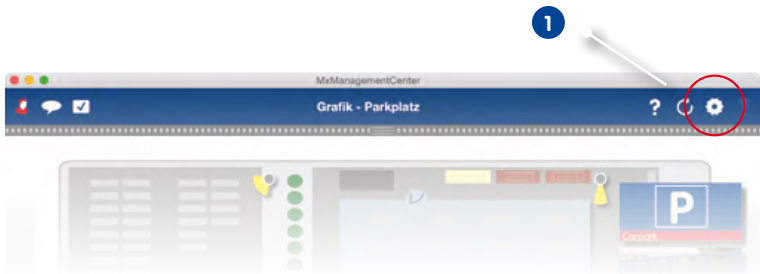 1
MxManagementCenter
Grafik - Parkplatz
?
P
Carpark